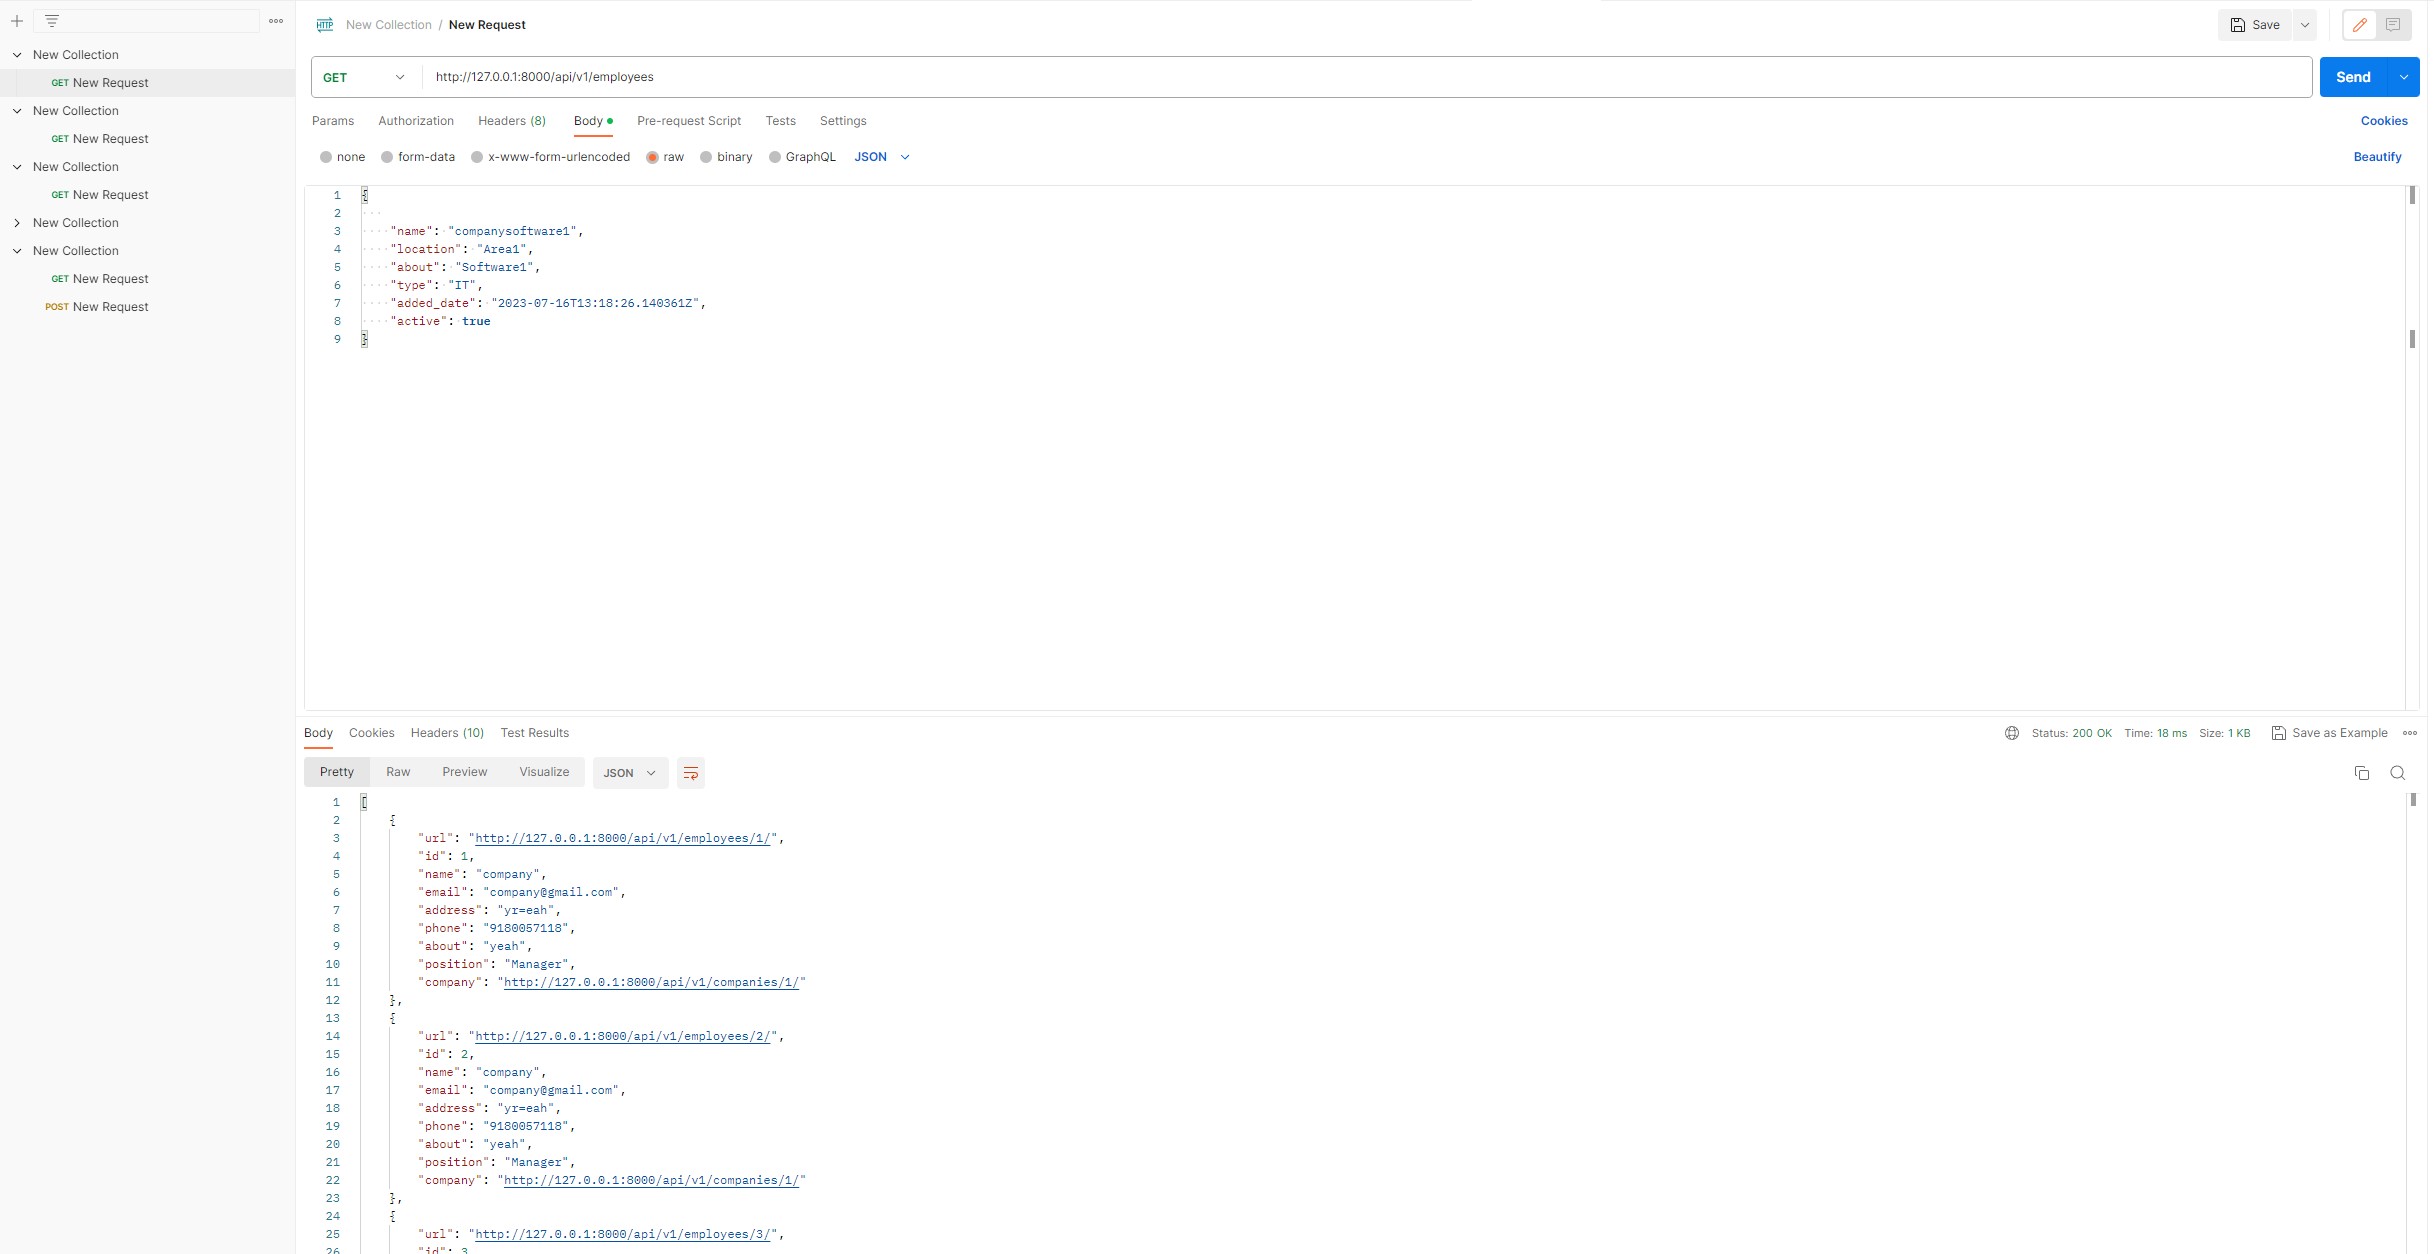 New Collection
GET New Request
New Collection
GET New Request
New Collection
GET New Request
New Collection
New Collection
GET New Request
POST New Request
HTTP New Collection / New Request
Save
GET http://127.0.0.1:8000/api/v1/employees
Send
Params Authorization Headers (8) Body Pre-request Script Tests Settings
Cookies
none form-data x-www-form-urlencoded raw binary GraphQL JSON
Beautify
1 {
2
3 "name": "companysoftware1",
4 "location": "Area1",
5 "about": "Software1",
6 "type": "IT",
7 "added_date": "2023-07-16T13:18:26.140361Z",
8 "active": true
9 }
Body Cookies Headers (10) Test Results
Status: 200 OK Time: 18 ms Size: 1 KB Save as Example
Pretty Raw Preview Visualize JSON
1 [
2 {
3 "url": "http://127.0.0.1:8000/api/v1/employees/1/",
4 "id": 1,
5 "name": "company",
6 "email": "company@gmail.com",
7 "address": "yr=eah",
8 "phone": "9180057118",
9 "about": "yeah",
10 "position": "Manager",
11 "company": "http://127.0.0.1:8000/api/v1/companies/1/"
12 },
13 {
14 "url": "http://127.0.0.1:8000/api/v1/employees/2/",
15 "id": 2,
16 "name": "company",
17 "email": "company@gmail.com",
18 "address": "yr=eah",
19 "phone": "9180057118",
20 "about": "yeah",
21 "position": "Manager",
22 "company": "http://127.0.0.1:8000/api/v1/companies/1/"
23 },
24 {
25 "url": "http://127.0.0.1:8000/api/v1/employees/3/",
26 "id": 3